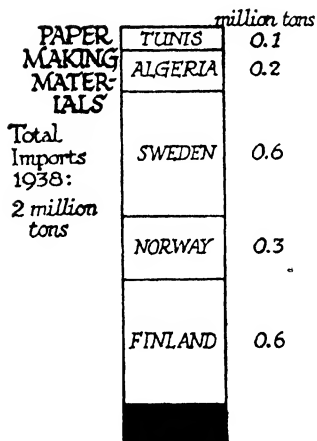 million tons
PAPER
MAKING
MATER-
IALS
Total
Imports
1938:
2 million
tons
TUNIS 0.1
ALGERIA 0.2
SWEDEN 0.6
NORWAY 0.3
FINLAND 0.6